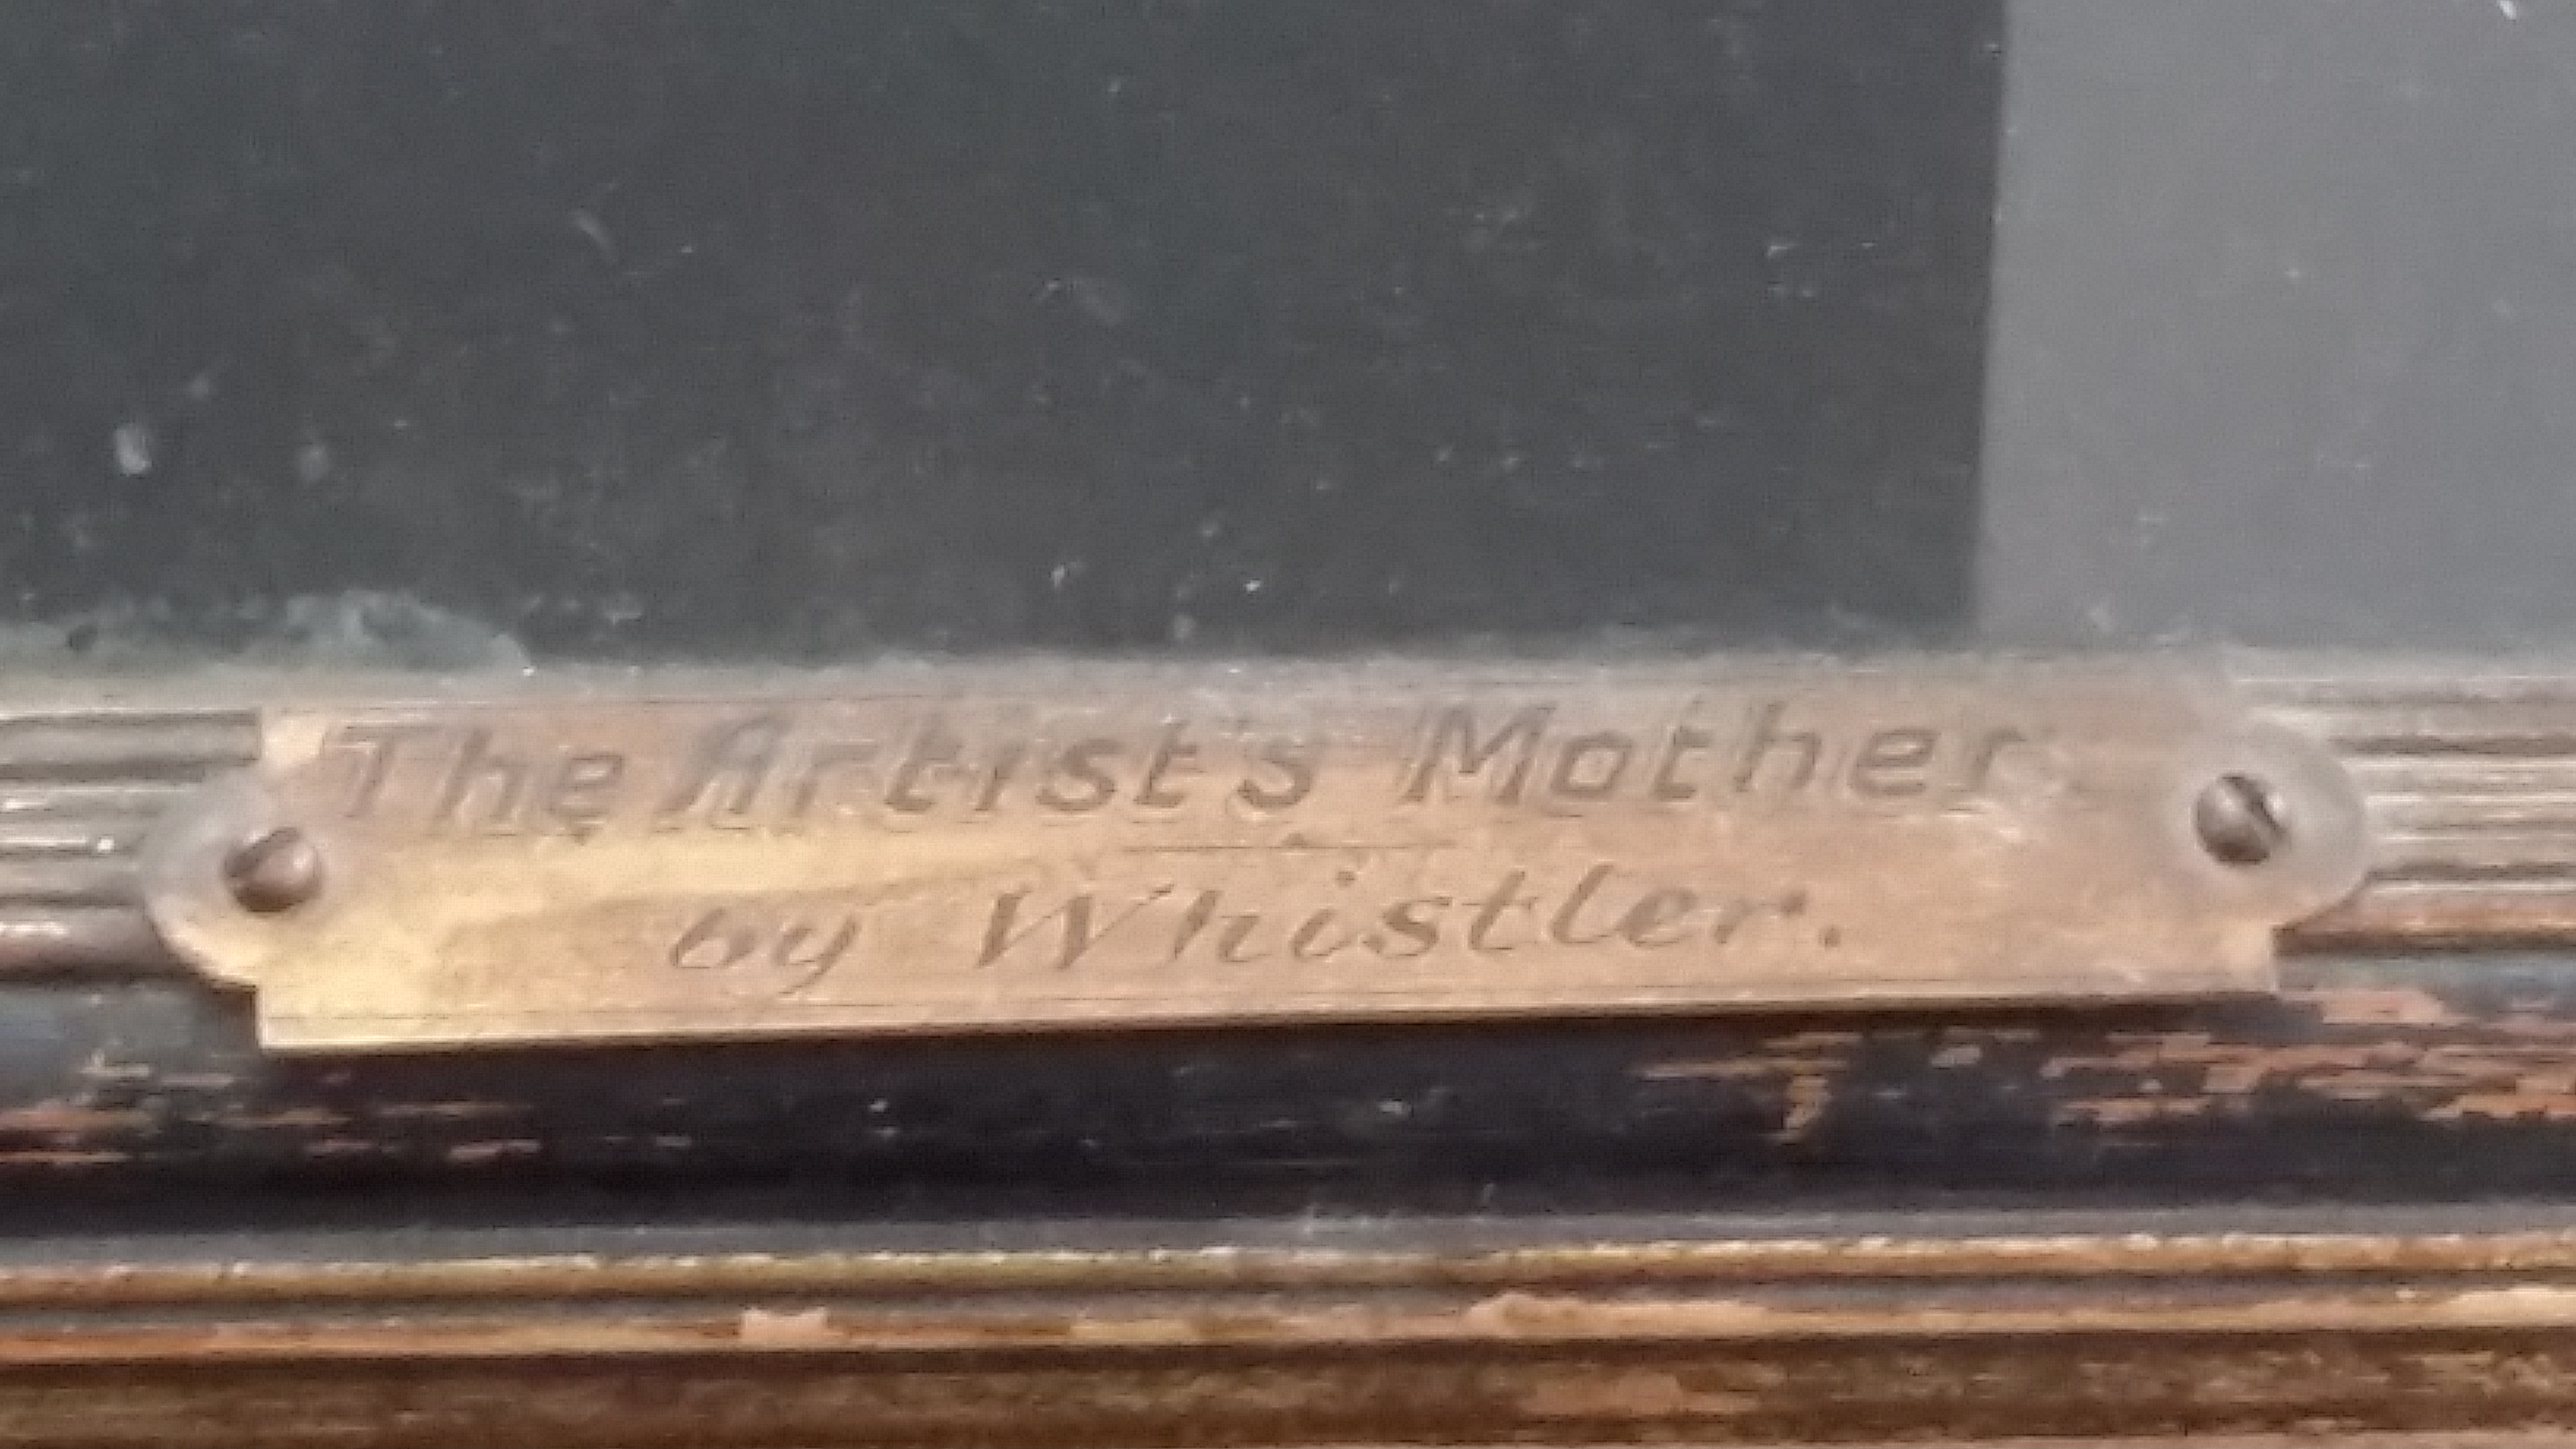 The Artist's Mother.
by Whistler.